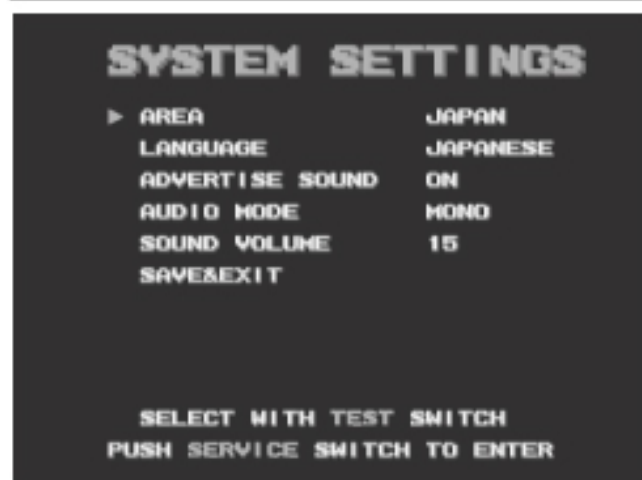 SYSTEM SETTINGS
▶ AREA JAPAN
LANGUAGE JAPANESE
ADVERTISE SOUND ON
AUDIO MODE MONO
SOUND VOLUME 15
SAVE&EXIT
SELECT WITH TEST SWITCH
PUSH SERVICE SWITCH TO ENTER